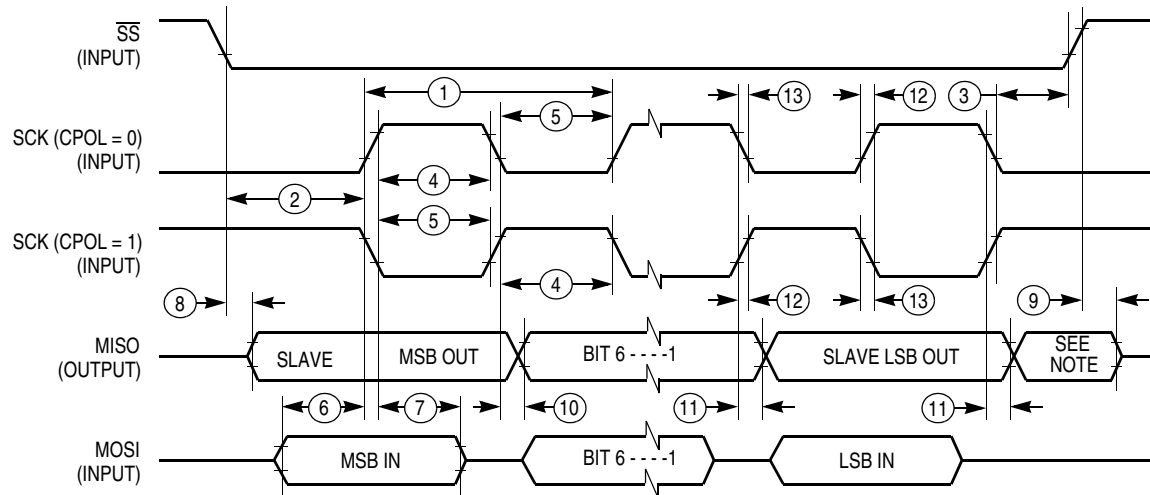 SS
(INPUT)
1
13
12
3
5
SCK (CPOL = 0)
(INPUT)
4
2
5
SCK (CPOL = 1)
(INPUT)
4
8
12
13
9
MISO
(OUTPUT)
SLAVE
MSB OUT
BIT 6 - - - - 1
SLAVE LSB OUT
SEE
NOTE
6
7
10
11
11
MOSI
(INPUT)
MSB IN
BIT 6 - - - - 1
LSB IN